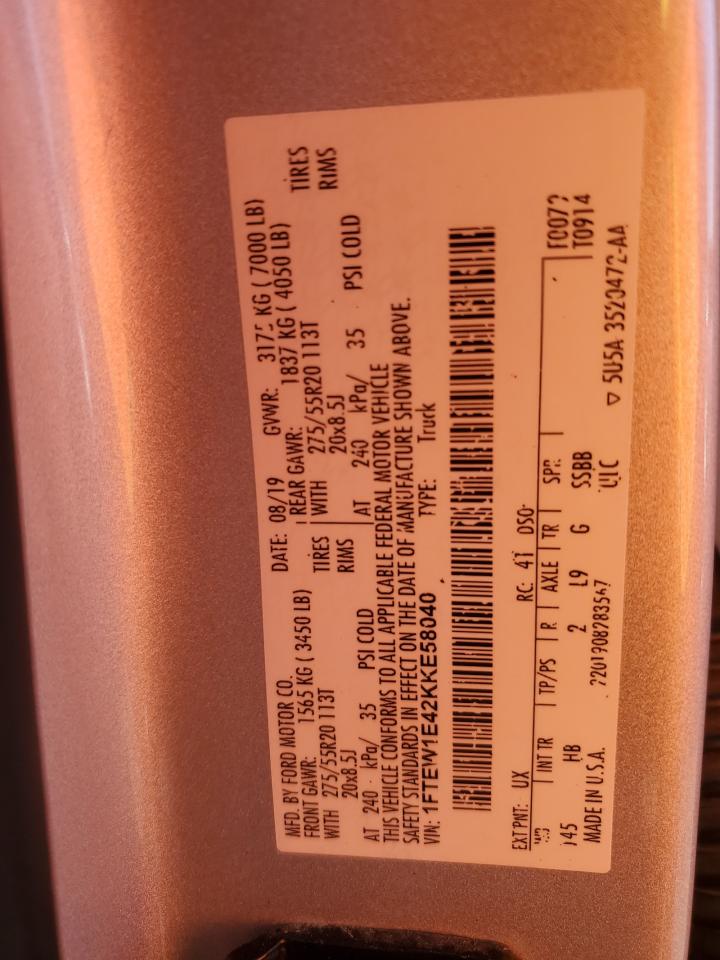 MFD. BY FORD MOTOR CO. DATE: 08/19 GVWR: 3175 KG ( 7000 LB)
FRONT GAWR: 1565 KG ( 3450 LB) REAR GAWR: 1837 KG ( 4050 LB)
WITH 275/55R20 113T TIRES WITH 275/55R20 113T TIRES
20x8.5J RIMS 20x8.5J RIMS
AT 240 kPa/ 35 PSI COLD AT 240 kPa/ 35 PSI COLD
THIS VEHICLE CONFORMS TO ALL APPLICABLE FEDERAL MOTOR VEHICLE
SAFETY STANDARDS IN EFFECT ON THE DATE OF MANUFACTURE SHOWN ABOVE.
VIN: 1FTEW1E42KKE58040 TYPE: Truck
EXT PNT: UX RC: 41 DSO:
WB INT TR TP/PS R AXLE TR SPR
145 HB 2 L9 G SSBB
F0072
T0914
MADE IN U.S.A. UIC
▽ 5U5A 3520472-AA